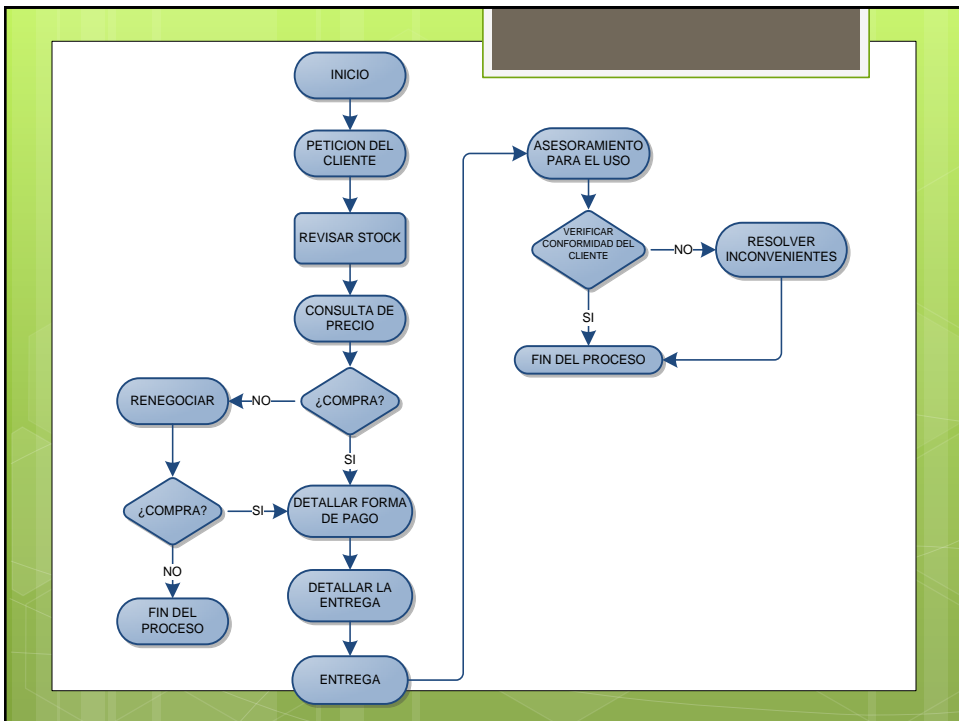 INICIO
PETICION DEL
CLIENTE
REVISAR STOCK
CONSULTA DE
PRECIO
¿COMPRA?
NO
RENEGOCIAR
SI
¿COMPRA?
SI
DETALLAR FORMA
DE PAGO
NO
FIN DEL
PROCESO
DETALLAR LA
ENTREGA
ENTREGA
ASESORAMIENTO
PARA EL USO
VERIFICAR
CONFORMIDAD DEL
CLIENTE
NO
RESOLVER
INCONVENIENTES
SI
FIN DEL PROCESO